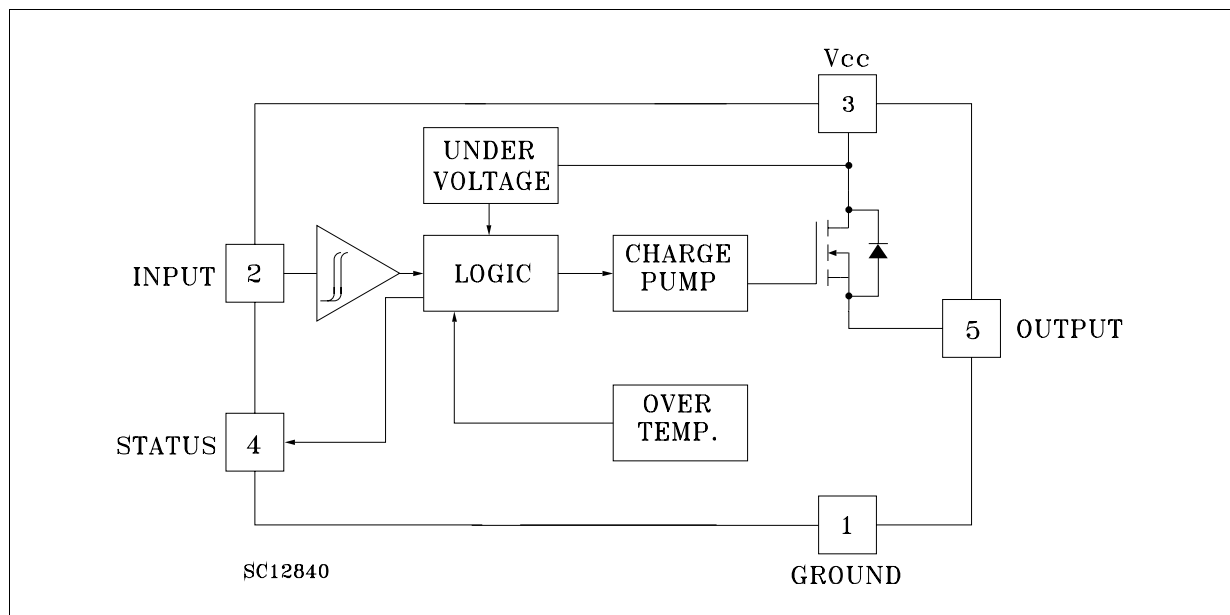 Vcc
3
UNDER
VOLTAGE
INPUT
2
LOGIC
CHARGE
PUMP
5
OUTPUT
STATUS
4
OVER
TEMP.
1
GROUND
SC12840